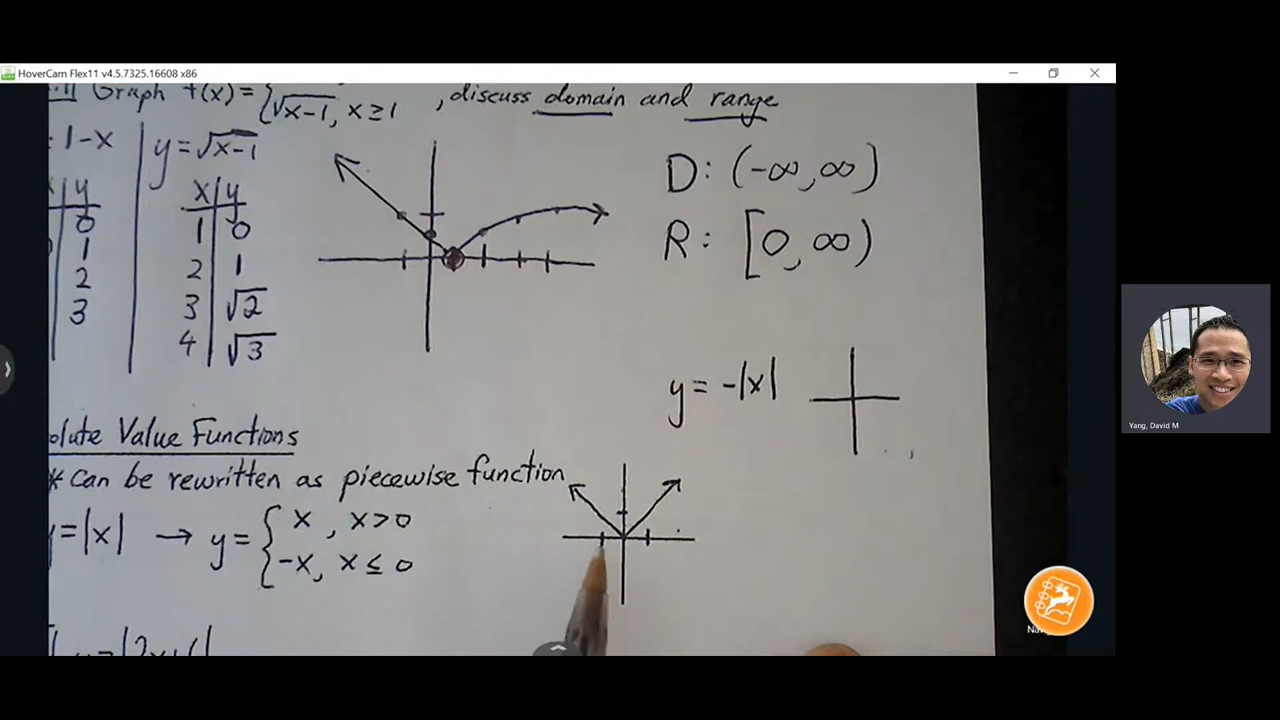 HoverCam Flex11 v4.5.7325.16608 x86
Graph f(x) = { √x-1, x ≥ 1 , discuss domain and range
1-x y = √x-1
y x y
0 1 0
1 2 1
2 3 √2
3 4 √3
D: (-∞, ∞)
R: [0, ∞)
y = -|x|
olute Value Functions
* Can be rewritten as piecewise function
y = |x| → y = { x , x > 0
-x, x ≤ 0
Yang, David M